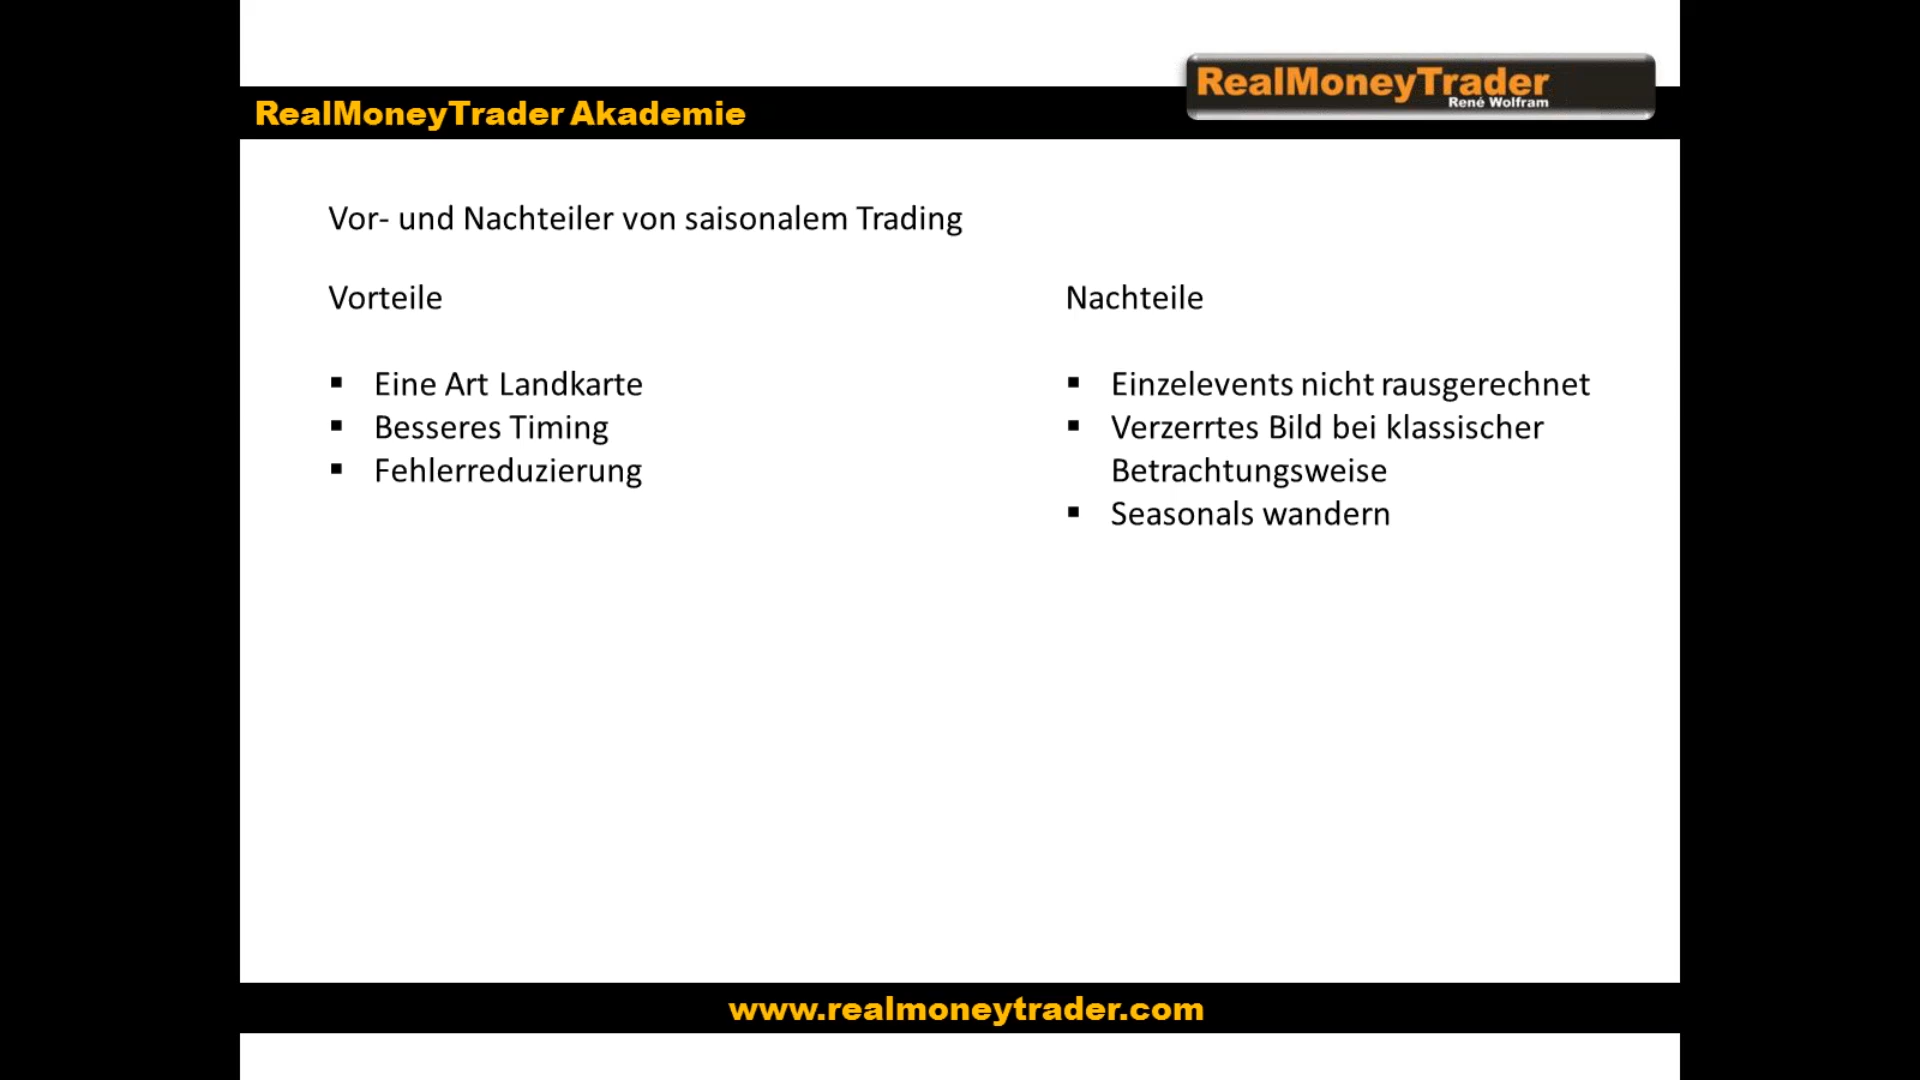 RealMoneyTrader
René Wolfram
RealMoneyTrader Akademie
Vor- und Nachteiler von saisonalem Trading
Vorteile
▪ Eine Art Landkarte
▪ Besseres Timing
▪ Fehlerreduzierung
Nachteile
▪ Einzelevents nicht rausgerechnet
▪ Verzerrtes Bild bei klassischer
Betrachtungsweise
▪ Seasonals wandern
www.realmoneytrader.com